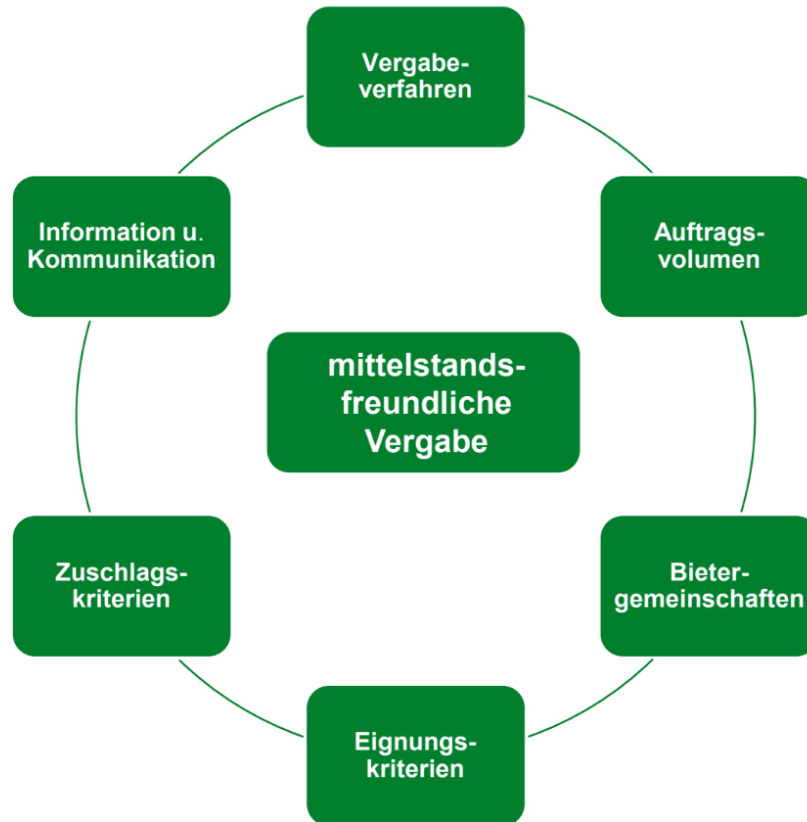 Vergabe-
verfahren
Information u.
Kommunikation
Auftrags-
volumen
mittelstands-
freundliche
Vergabe
Zuschlags-
kriterien
Bieter-
gemeinschaften
Eignungs-
kriterien